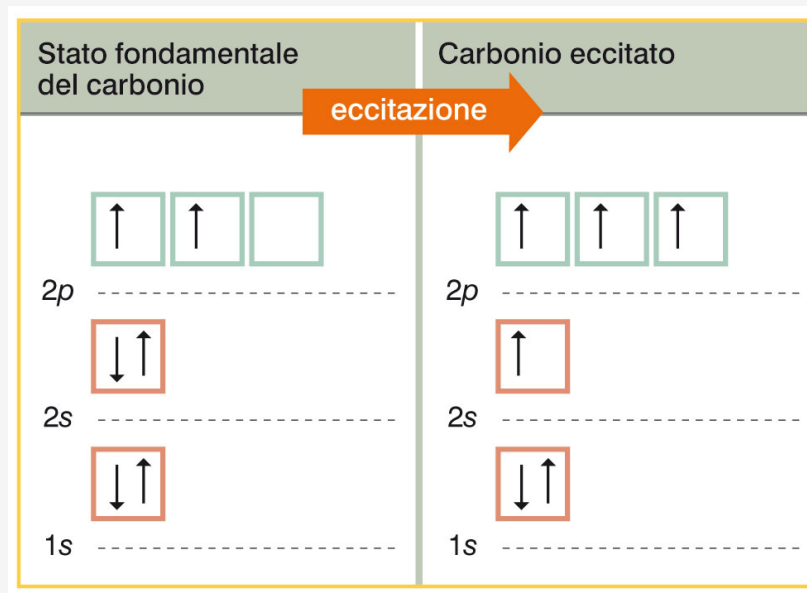 Stato fondamentale
del carbonio
eccitazione
Carbonio eccitato
2p
2p
2s
2s
1s
1s